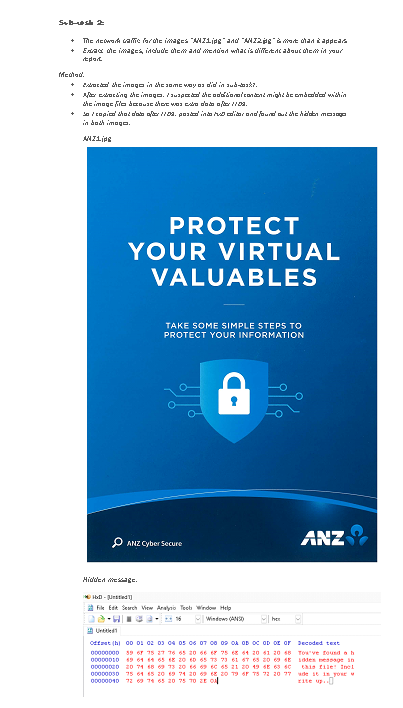 Sub-task 2:
• The network traffic for the images "ANZ1.jpg" and "ANZ2.jpg" is more than it appears.
• Extract the images, include them and mention what is different about them in your
report.
Method:
• Extracted the images in the same way as did in sub-task1.
• After extracting the images. I suspected the additional content might be embedded within
the image files because there was extra data after FFD9.
• So I copied that data after FFD9. pasted into HxD editor and found out the hidden message
in both images.
ANZ1.jpg
PROTECT
YOUR VIRTUAL
VALUABLES
TAKE SOME SIMPLE STEPS TO
PROTECT YOUR INFORMATION
ANZ Cyber Secure
ANZ
Hidden message:
HxD - [Untitled1]
File Edit Search View Analysis Tools Window Help
16 Windows (ANSI) hex
Untitled1
Offset(h) 00 01 02 03 04 05 06 07 08 09 0A 0B 0C 0D 0E 0F Decoded text
00000000 59 6F 75 27 76 65 20 66 6F 75 6E 64 20 61 20 68 You've found a h
00000010 69 64 64 65 6E 20 6D 65 73 73 61 67 65 20 69 6E idden message in
00000020 20 74 68 69 73 20 66 69 6C 65 21 20 49 6E 63 6C this file! Incl
00000030 75 64 65 20 69 74 20 69 6E 20 79 6F 75 72 20 77 ude it in your w
00000040 72 69 74 65 20 75 70 2E 0A rite up..